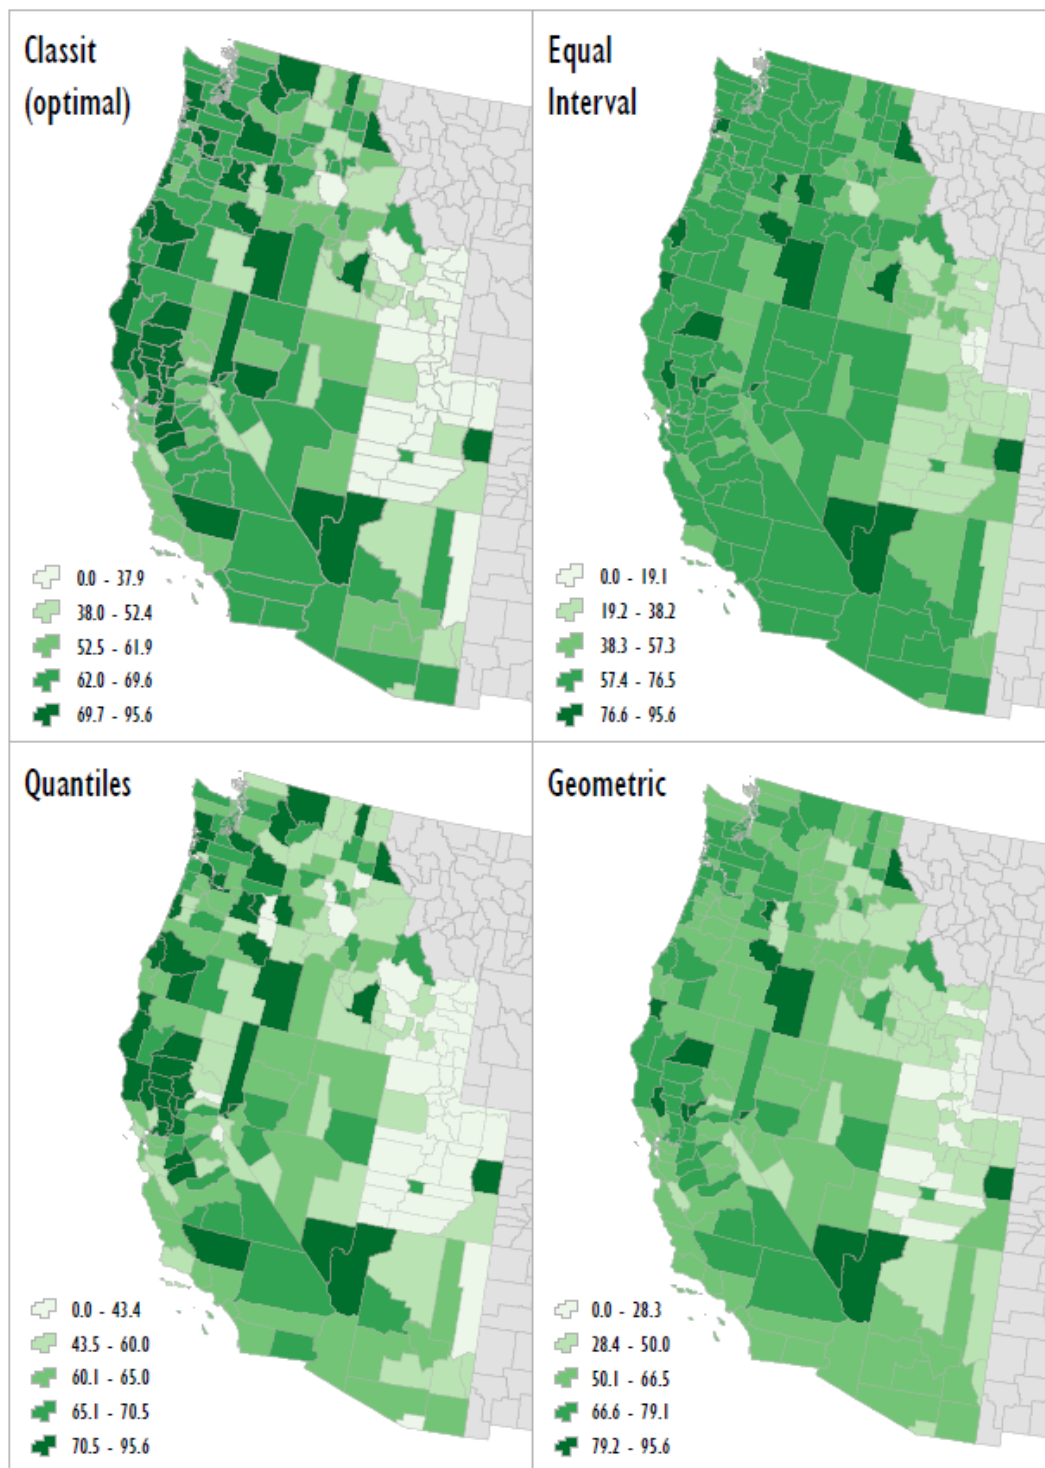 Classit
(optimal)
0.0 - 37.9
38.0 - 52.4
52.5 - 61.9
62.0 - 69.6
69.7 - 95.6
Equal
Interval
0.0 - 19.1
19.2 - 38.2
38.3 - 57.3
57.4 - 76.5
76.6 - 95.6
Quantiles
0.0 - 43.4
43.5 - 60.0
60.1 - 65.0
65.1 - 70.5
70.5 - 95.6
Geometric
0.0 - 28.3
28.4 - 50.0
50.1 - 66.5
66.6 - 79.1
79.2 - 95.6